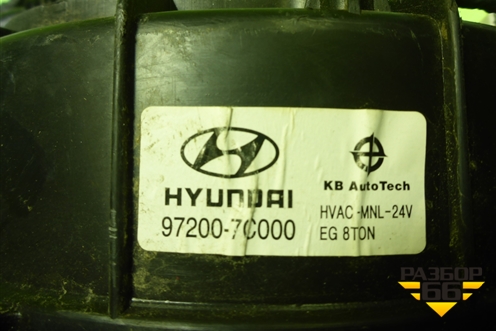 HYUNDAI
97200-7C000
KB AutoTech
HVAC-MNL-24V
EG 8TON
РАЗБОР
66